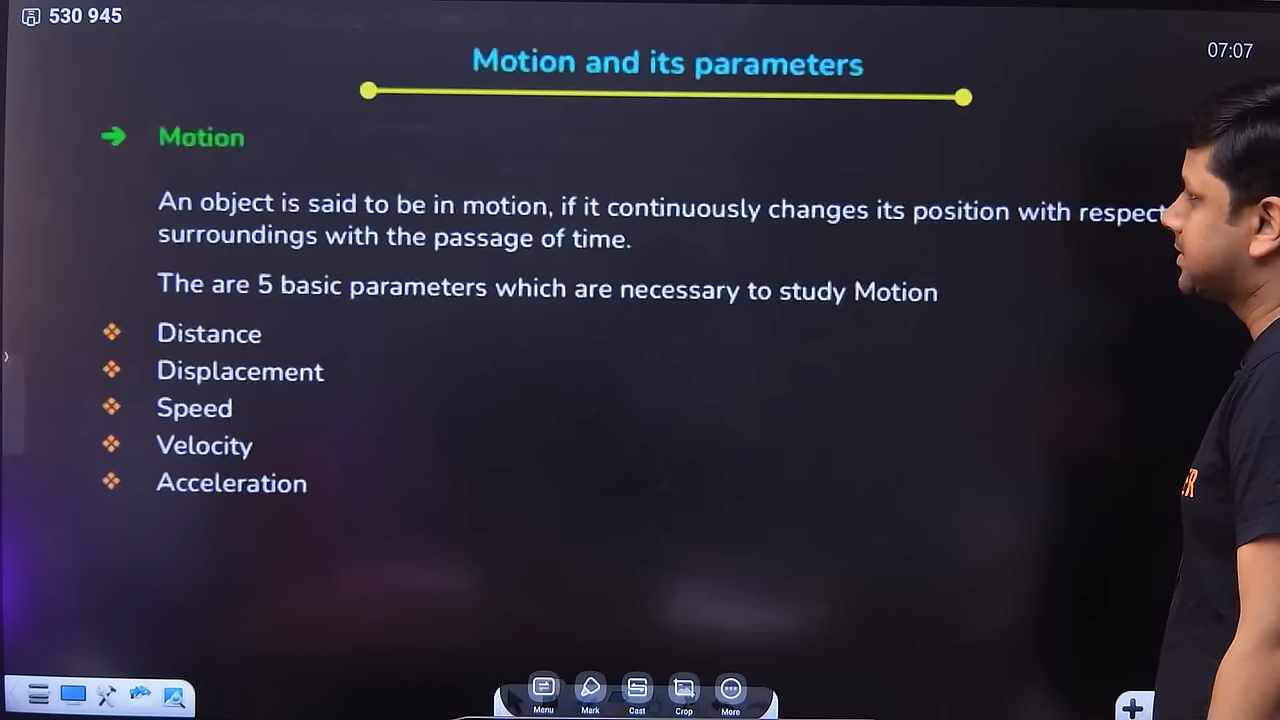 530 945
Motion and its parameters
07:07
Motion
An object is said to be in motion, if it continuously changes its position with respect
surroundings with the passage of time.
The are 5 basic parameters which are necessary to study Motion
Distance
Displacement
Speed
Velocity
Acceleration
Menu
Mark
Cast
Crop
More